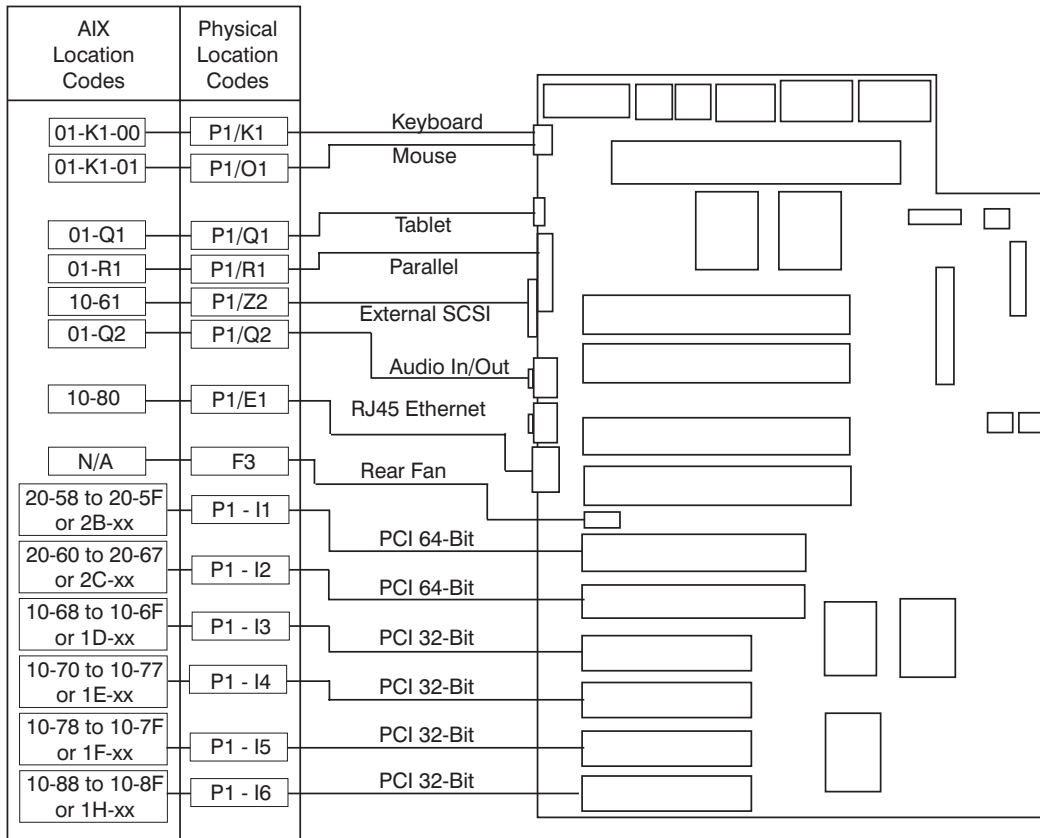 AIX
Location
Codes
Physical
Location
Codes
01-K1-00
P1/K1
Keyboard
01-K1-01
P1/O1
Mouse
01-Q1
P1/Q1
Tablet
01-R1
P1/R1
Parallel
10-61
P1/Z2
External SCSI
01-Q2
P1/Q2
Audio In/Out
10-80
P1/E1
RJ45 Ethernet
N/A
F3
Rear Fan
20-58 to 20-5F
or 2B-xx
P1 - I1
PCI 64-Bit
20-60 to 20-67
or 2C-xx
P1 - I2
PCI 64-Bit
10-68 to 10-6F
or 1D-xx
P1 - I3
PCI 32-Bit
10-70 to 10-77
or 1E-xx
P1 - I4
PCI 32-Bit
10-78 to 10-7F
or 1F-xx
P1 - I5
PCI 32-Bit
10-88 to 10-8F
or 1H-xx
P1 - I6
PCI 32-Bit